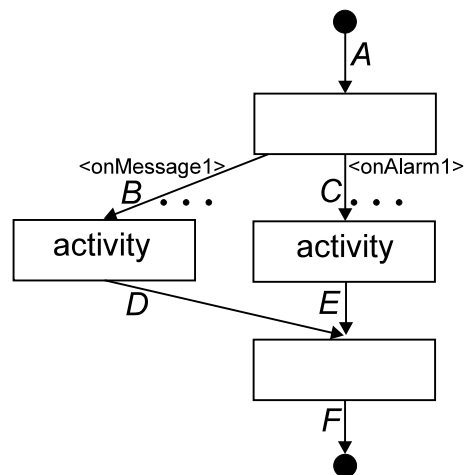 A
<onMessage1> <onAlarm1>
B . . . C . . .
activity activity
D E
F